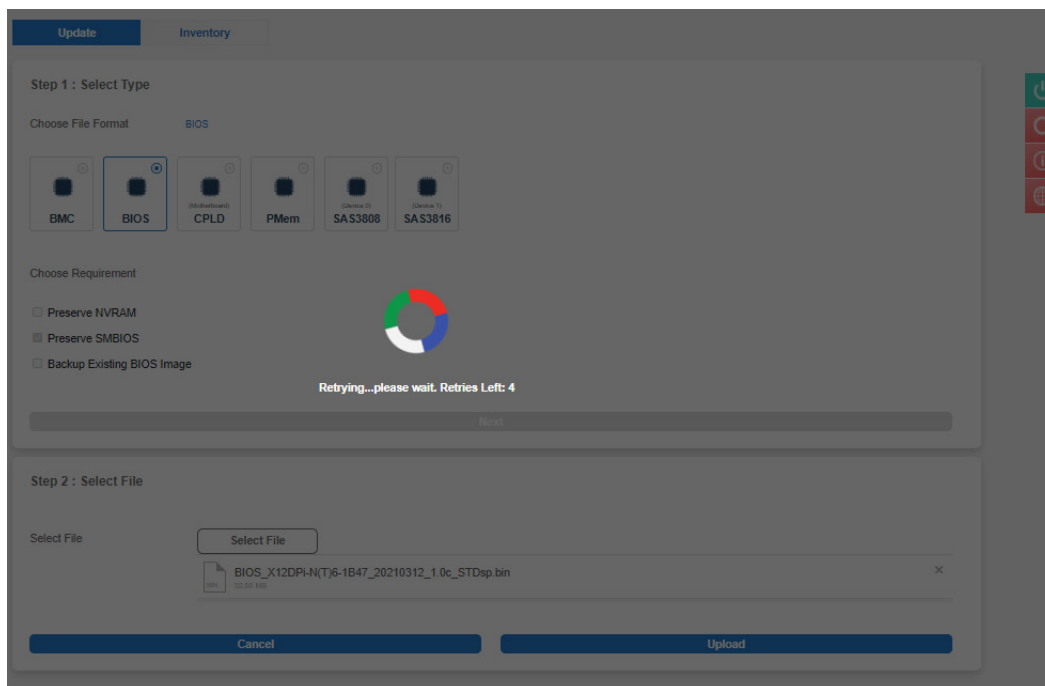 Update Inventory
Step 1 : Select Type
Choose File Format BIOS
(Motherboard) (Device 0) (Device 1)
BMC BIOS CPLD PMem SAS3808 SAS3816
Choose Requirement
Preserve NVRAM
Preserve SMBIOS
Backup Existing BIOS Image
Retrying...please wait. Retries Left: 4
Next
Step 2 : Select File
Select File Select File
BIOS_X12DPi-N(T)6-1B47_20210312_1.0c_STDsp.bin
Cancel Upload